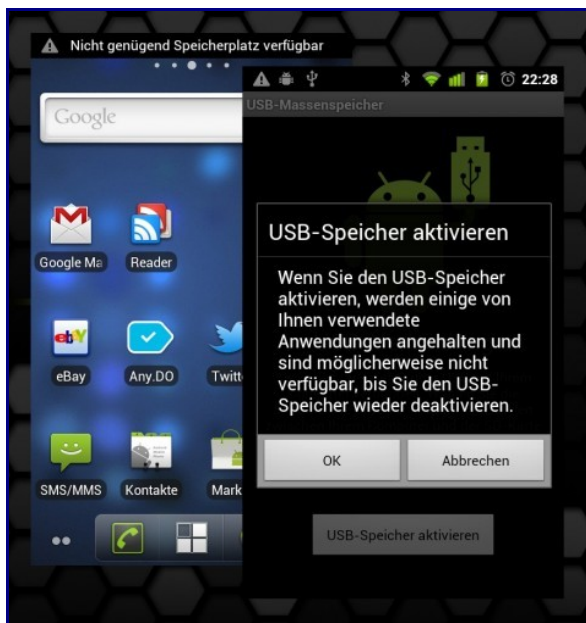 Nicht genügend Speicherplatz verfügbar
Google
Google Ma
Reader
ebY
eBay
Any.DO
Twitt
SMS/MMS
Kontakte
Mark
22:28
USB-Massenspeicher
USB-Speicher aktivieren
Wenn Sie den USB-Speicher
aktivieren, werden einige von
Ihnen verwendete
Anwendungen angehalten und
sind möglicherweise nicht
verfügbar, bis Sie den USB-
Speicher wieder deaktivieren.
OK
Abbrechen
USB-Speicher aktivieren